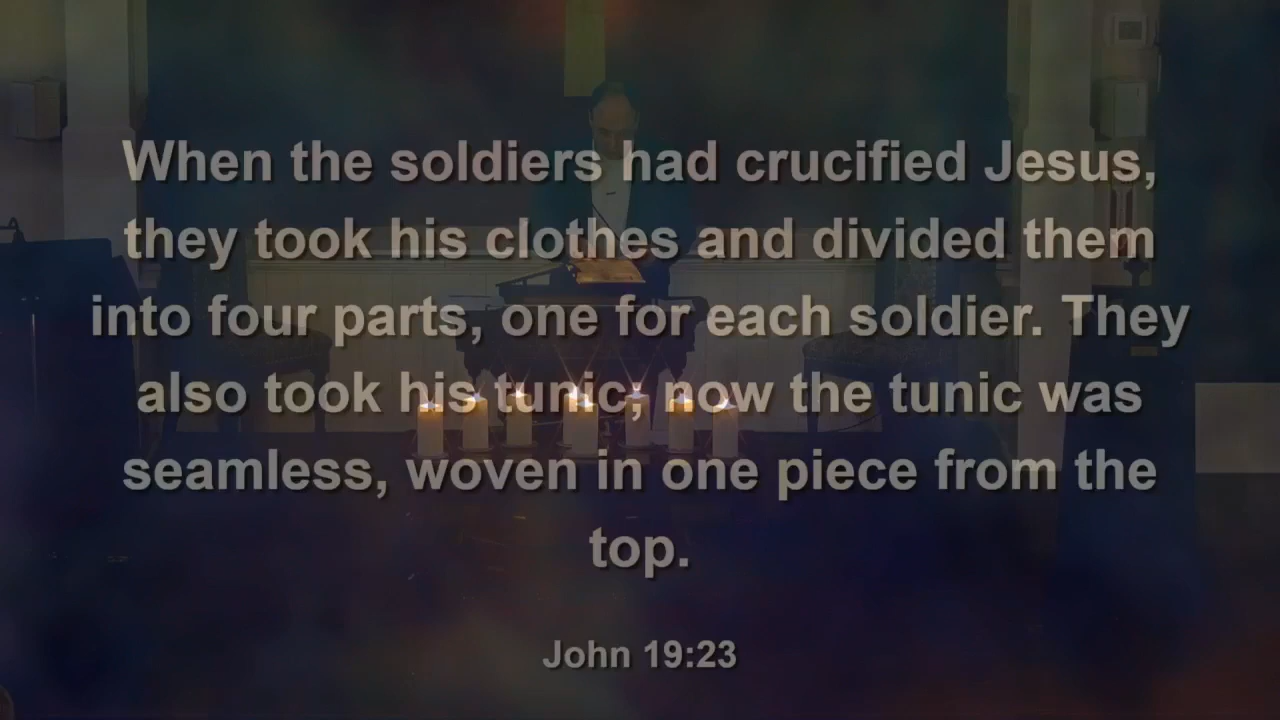 When the soldiers had crucified Jesus,
they took his clothes and divided them
into four parts, one for each soldier. They
also took his tunic; now the tunic was
seamless, woven in one piece from the
top.
John 19:23